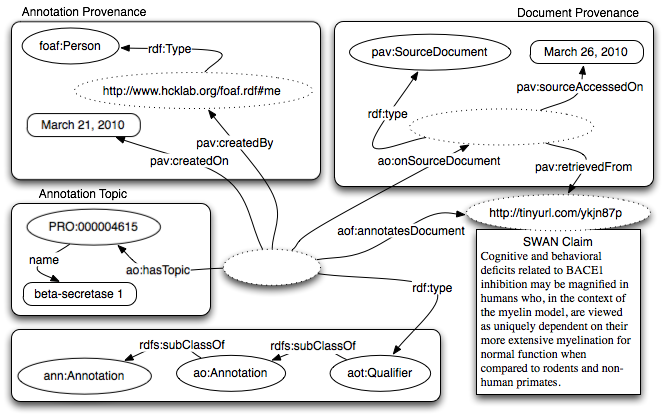 Annotation Provenance
foaf:Person
rdf:Type
http://www.hcklab.org/foaf.rdf#me
March 21, 2010
pav:createdBy
pav:createdOn
Document Provenance
pav:SourceDocument
March 26, 2010
pav:sourceAccessedOn
rdf:type
ao:onSourceDocument
pav:retrievedFrom
Annotation Topic
PRO:000004615
name
ao:hasTopic
beta-secretase 1
aof:annotatesDocument
http://tinyurl.com/ykjn87p
rdf:type
SWAN Claim
Cognitive and behavioral
deficits related to BACE1
inhibition may be magnified in
humans who, in the context of
the myelin model, are viewed
as uniquely dependent on their
more extensive myelination for
normal function when
compared to rodents and non-
human primates.
rdfs:subClassOf
rdfs:subClassOf
ann:Annotation
ao:Annotation
aot:Qualifier